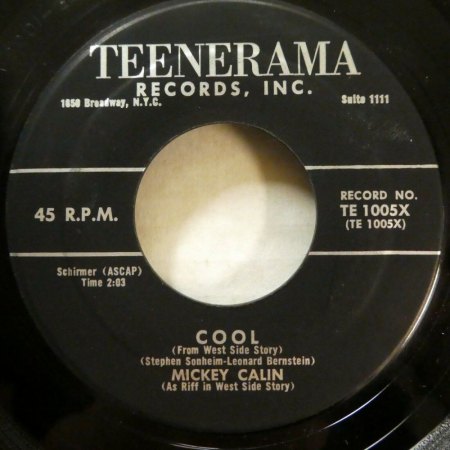 TEENERAMA
RECORDS, INC.
1650 Broadway, N.Y.C. Suite 1111
45 R.P.M.
RECORD NO.
TE 1005X
(TE 1005X)
Schirmer (ASCAP)
Time 2:03
COOL
(From West Side Story)
(Stephen Sonheim-Leonard Bernstein)
MICKEY CALIN
(As Riff in West Side Story)